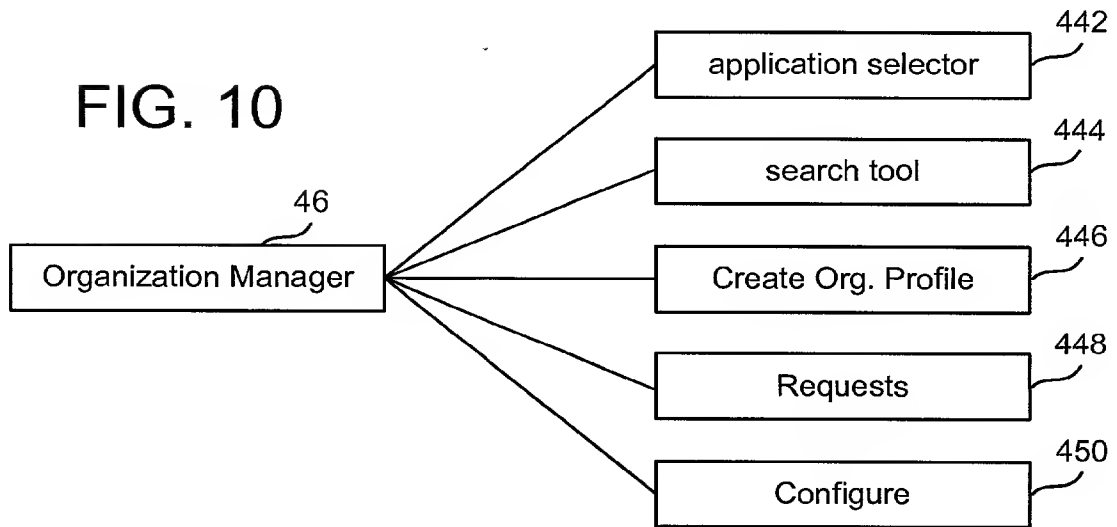 FIG. 10
442
application selector
444
search tool
46
Organization Manager
446
Create Org. Profile
448
Requests
450
Configure